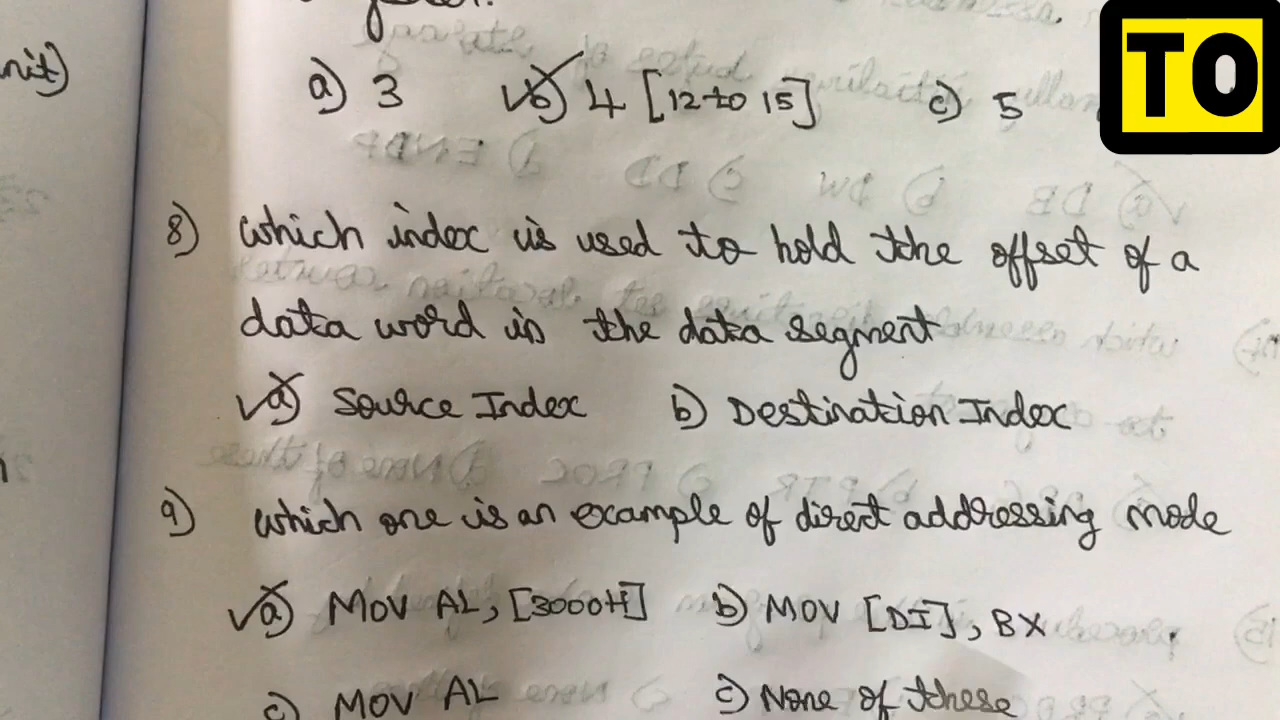 TO
nit)
a) 3 b) 4 [12 to 15] c) 5
8) which index is used to hold the offset of a
data word in the data segment
a) Source Index b) Destination Index
9) which one is an example of direct addressing mode
a) MOV AL, [3000H] b) MOV [DI], BX
c) MOV AL c) None of these